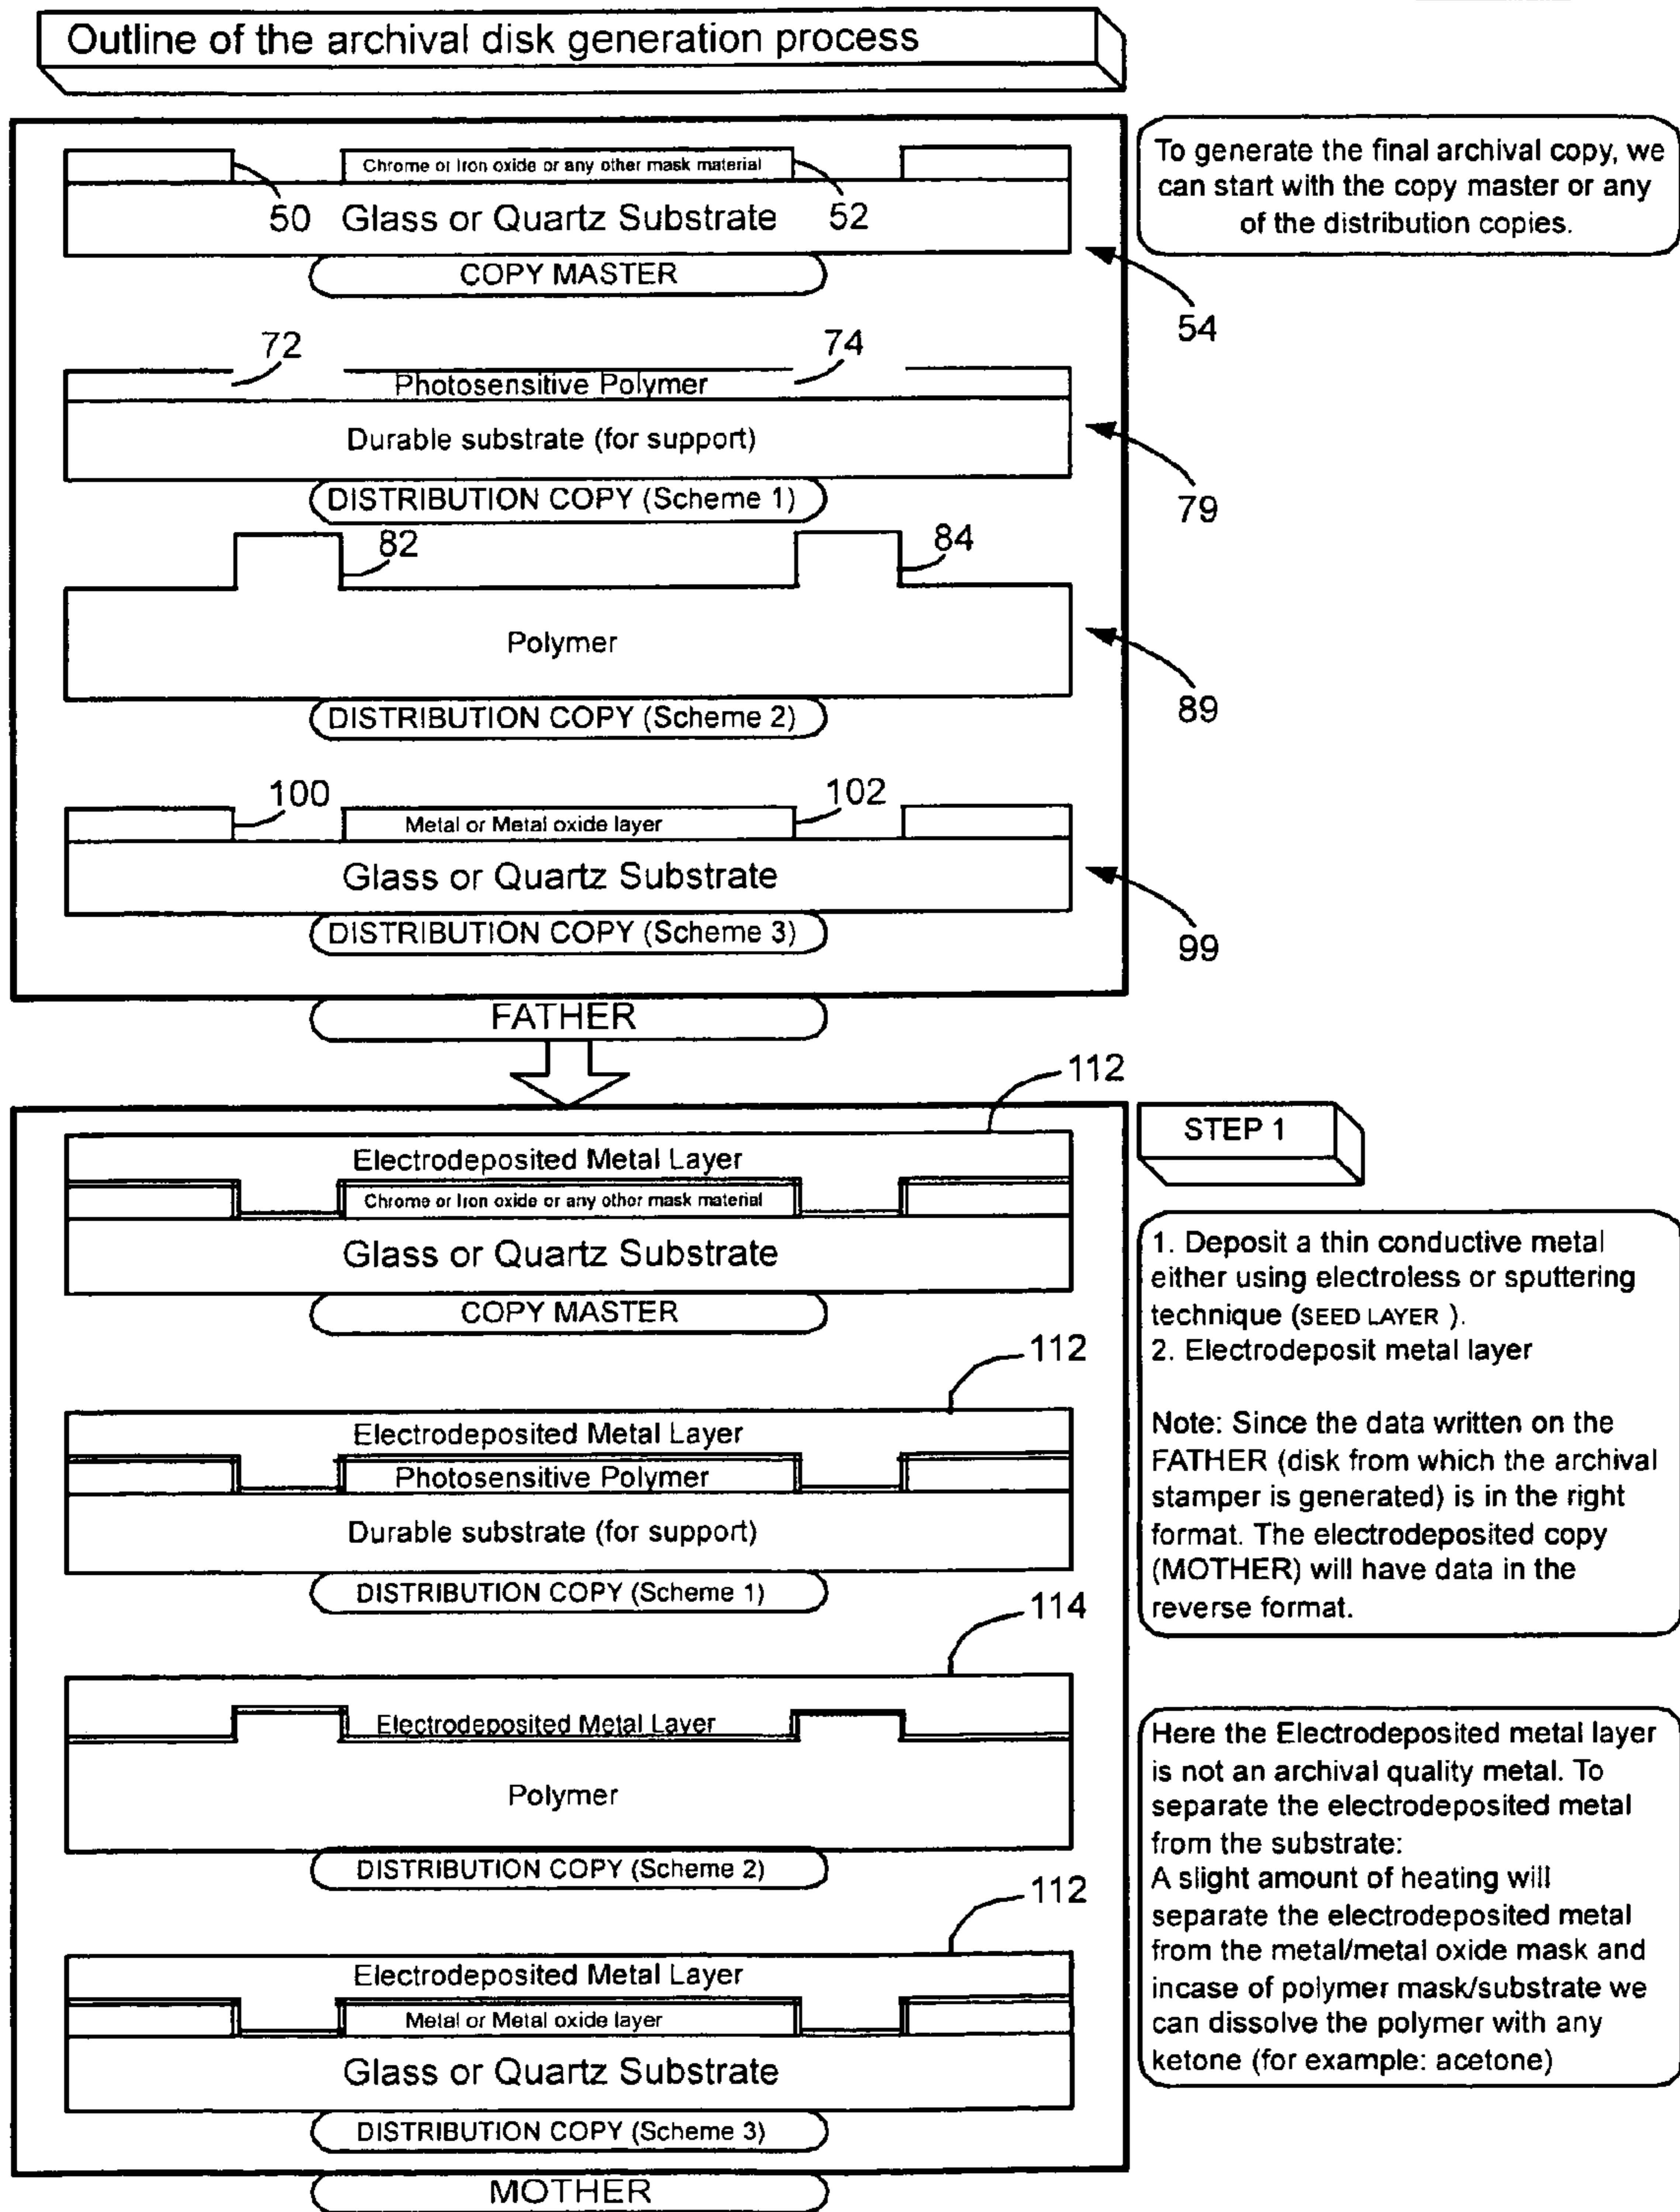 Outline of the archival disk generation process
Chrome or Iron oxide or any other mask material
50
Glass or Quartz Substrate
52
COPY MASTER
54
To generate the final archival copy, we
can start with the copy master or any
of the distribution copies.
72
74
Photosensitive Polymer
Durable substrate (for support)
79
DISTRIBUTION COPY (Scheme 1)
82
84
Polymer
89
DISTRIBUTION COPY (Scheme 2)
100
102
Metal or Metal oxide layer
Glass or Quartz Substrate
99
DISTRIBUTION COPY (Scheme 3)
FATHER
112
Electrodeposited Metal Layer
Chrome or Iron oxide or any other mask material
Glass or Quartz Substrate
COPY MASTER
112
Electrodeposited Metal Layer
Photosensitive Polymer
Durable substrate (for support)
DISTRIBUTION COPY (Scheme 1)
114
Electrodeposited Metal Layer
Polymer
DISTRIBUTION COPY (Scheme 2)
112
Electrodeposited Metal Layer
Metal or Metal oxide layer
Glass or Quartz Substrate
DISTRIBUTION COPY (Scheme 3)
MOTHER
STEP 1
1. Deposit a thin conductive metal
either using electroless or sputtering
technique (SEED LAYER ).
2. Electrodeposit metal layer
Note: Since the data written on the
FATHER (disk from which the archival
stamper is generated) is in the right
format. The electrodeposited copy
(MOTHER) will have data in the
reverse format.
Here the Electrodeposited metal layer
is not an archival quality metal. To
separate the electrodeposited metal
from the substrate:
A slight amount of heating will
separate the electrodeposited metal
from the metal/metal oxide mask and
incase of polymer mask/substrate we
can dissolve the polymer with any
ketone (for example: acetone)